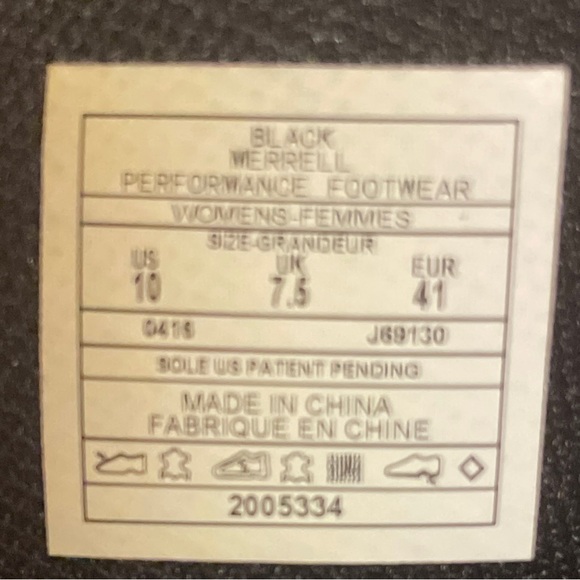 BLACK
MERRELL
PERFORMANCE FOOTWEAR
WOMENS-FEMMES
SIZE-GRANDEUR
US UK EUR
10 7.5 41
0416 J69130
SOLE US PATENT PENDING
MADE IN CHINA
FABRIQUE EN CHINE
2005334